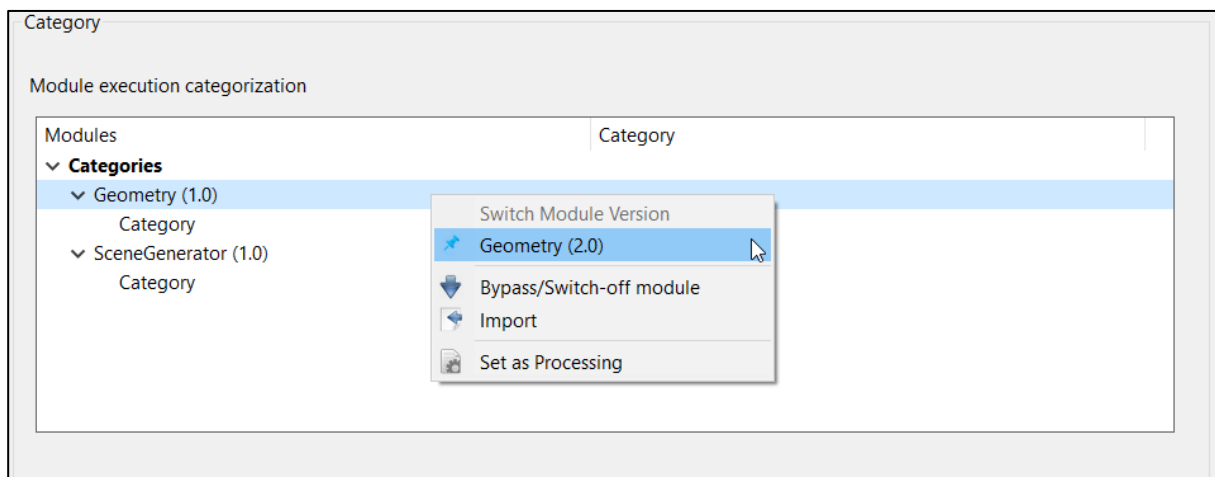 Category
Module execution categorization
Modules Category
Categories
Geometry (1.0)
Switch Module Version
Category
Geometry (2.0)
SceneGenerator (1.0)
Category
Bypass/Switch-off module
Import
Set as Processing